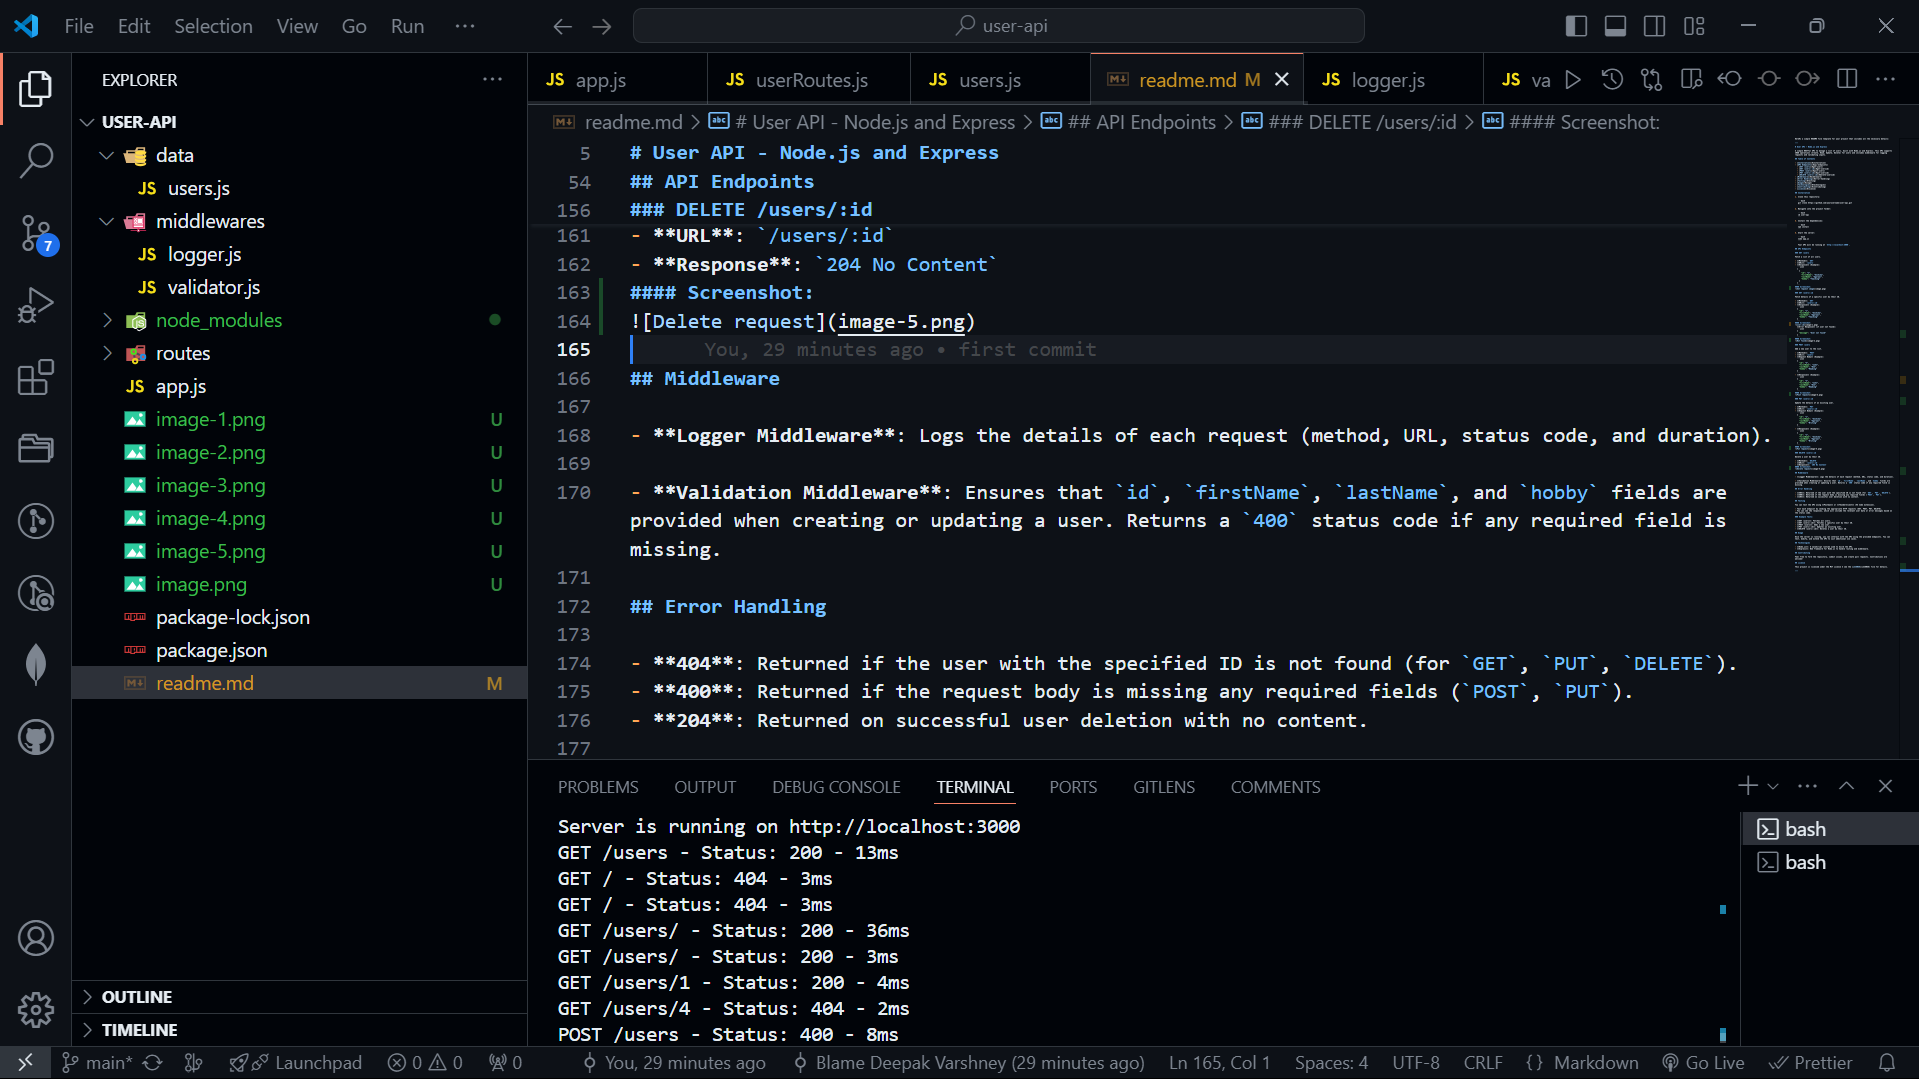 File Edit Selection View Go Run ···
user-api
EXPLORER ···
USER-API
data
JS users.js
middlewares
JS logger.js
JS validator.js
node_modules
routes
JS app.js
image-1.png U
image-2.png U
image-3.png U
image-4.png U
image-5.png U
image.png U
package-lock.json
package.json
readme.md M
OUTLINE
TIMELINE
7
JS app.js
JS userRoutes.js
JS users.js
readme.md M
JS logger.js
JS va
readme.md > # User API - Node.js and Express > ## API Endpoints > ### DELETE /users/:id > #### Screenshot:
5 # User API - Node.js and Express
54 ## API Endpoints
156 ### DELETE /users/:id
161 - **URL**: `/users/:id`
162 - **Response**: `204 No Content`
163 #### Screenshot:
164 ![Delete request](image-5.png)
165 You, 29 minutes ago • first commit
166 ## Middleware
167
168 - **Logger Middleware**: Logs the details of each request (method, URL, status code, and duration).
169
170 - **Validation Middleware**: Ensures that `id`, `firstName`, `lastName`, and `hobby` fields are
provided when creating or updating a user. Returns a `400` status code if any required field is
missing.
171
172 ## Error Handling
173
174 - **404**: Returned if the user with the specified ID is not found (for `GET`, `PUT`, `DELETE`).
175 - **400**: Returned if the request body is missing any required fields (`POST`, `PUT`).
176 - **204**: Returned on successful user deletion with no content.
177
PROBLEMS OUTPUT DEBUG CONSOLE TERMINAL PORTS GITLENS COMMENTS
Server is running on http://localhost:3000
GET /users - Status: 200 - 13ms
GET / - Status: 404 - 3ms
GET / - Status: 404 - 3ms
GET /users/ - Status: 200 - 36ms
GET /users/ - Status: 200 - 3ms
GET /users/1 - Status: 200 - 4ms
GET /users/4 - Status: 404 - 2ms
POST /users - Status: 400 - 8ms
bash
bash
main* Launchpad 0 0 0 You, 29 minutes ago Blame Deepak Varshney (29 minutes ago) Ln 165, Col 1 Spaces: 4 UTF-8 CRLF {} Markdown Go Live Prettier